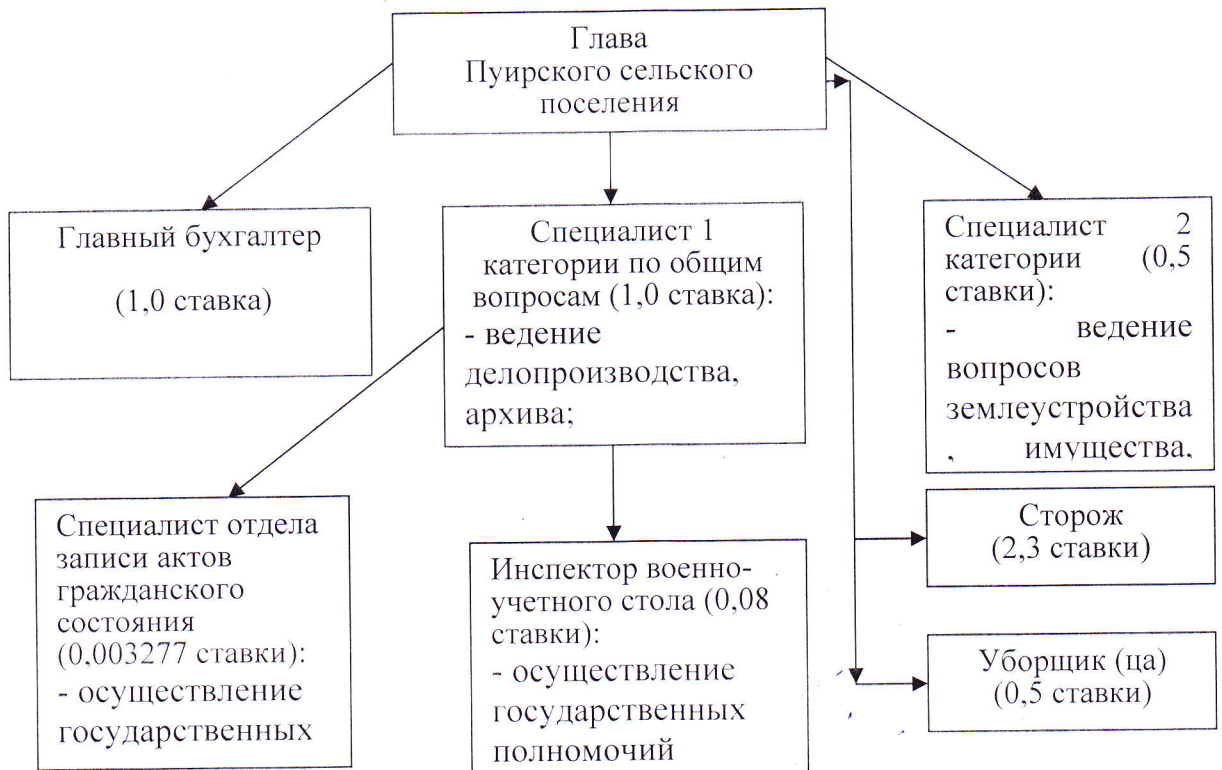 Глава
Пуирского сельского
поселения
Главный бухгалтер
(1,0 ставка)
Специалист 1
категории по общим
вопросам (1,0 ставка):
- ведение
делопроизводства,
архива;
Специалист 2
категории (0,5
ставки):
- ведение
вопросов
землеустройства
, имущества,
Специалист отдела
записи актов
гражданского
состояния
(0,003277 ставки):
- осуществление
государственных
Инспектор военно-
учетного стола (0,08
ставки):
- осуществление
государственных
полномочий
Сторож
(2,3 ставки)
Уборщик (ца)
(0,5 ставки)